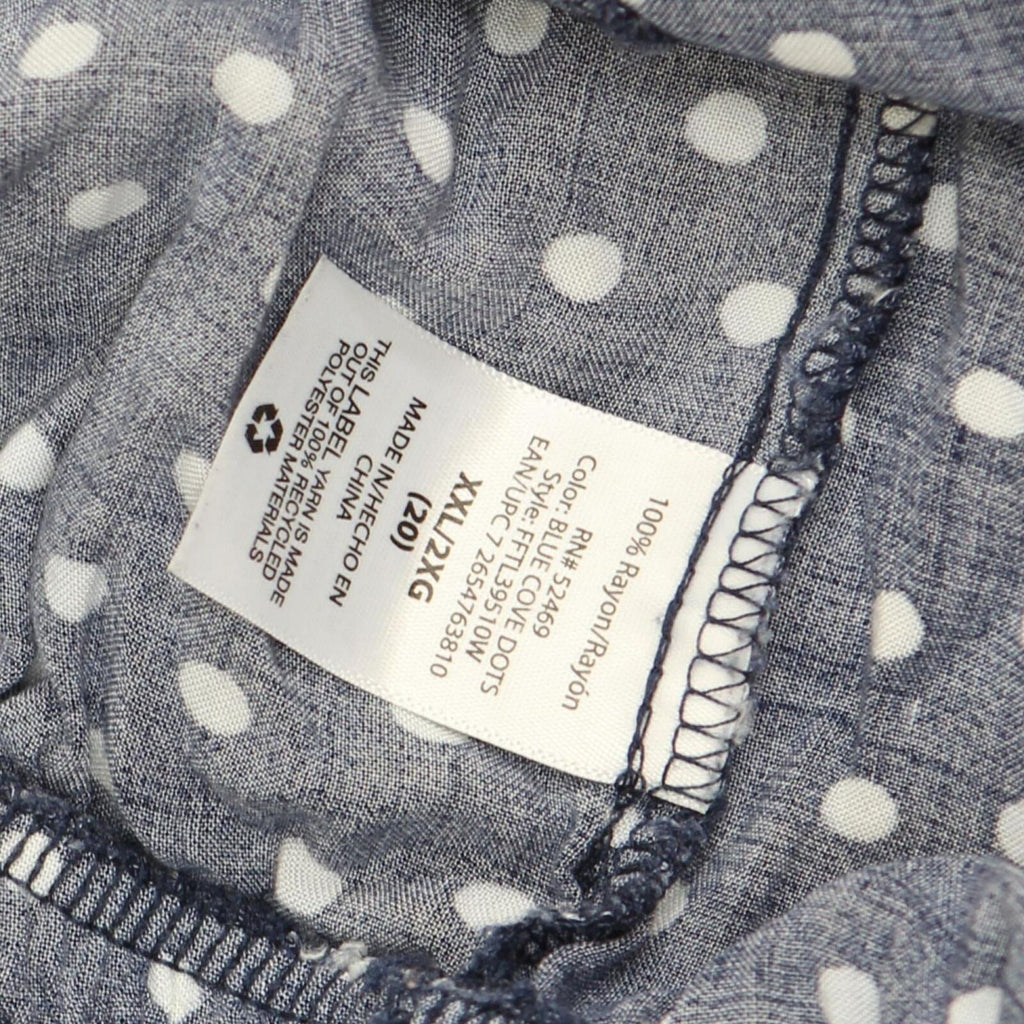 100% Rayon/Rayón
RN#52469
Color: BLUE COVE DOTS
Style: FFTL39510W
EAN/UPC 7 2654763810
XXL/2XG
(20)
MADE IN/HECHO EN
CHINA
THIS LABEL YARN IS MADE
OUT OF 100% RECYCLED
POLYESTER MATERIALS